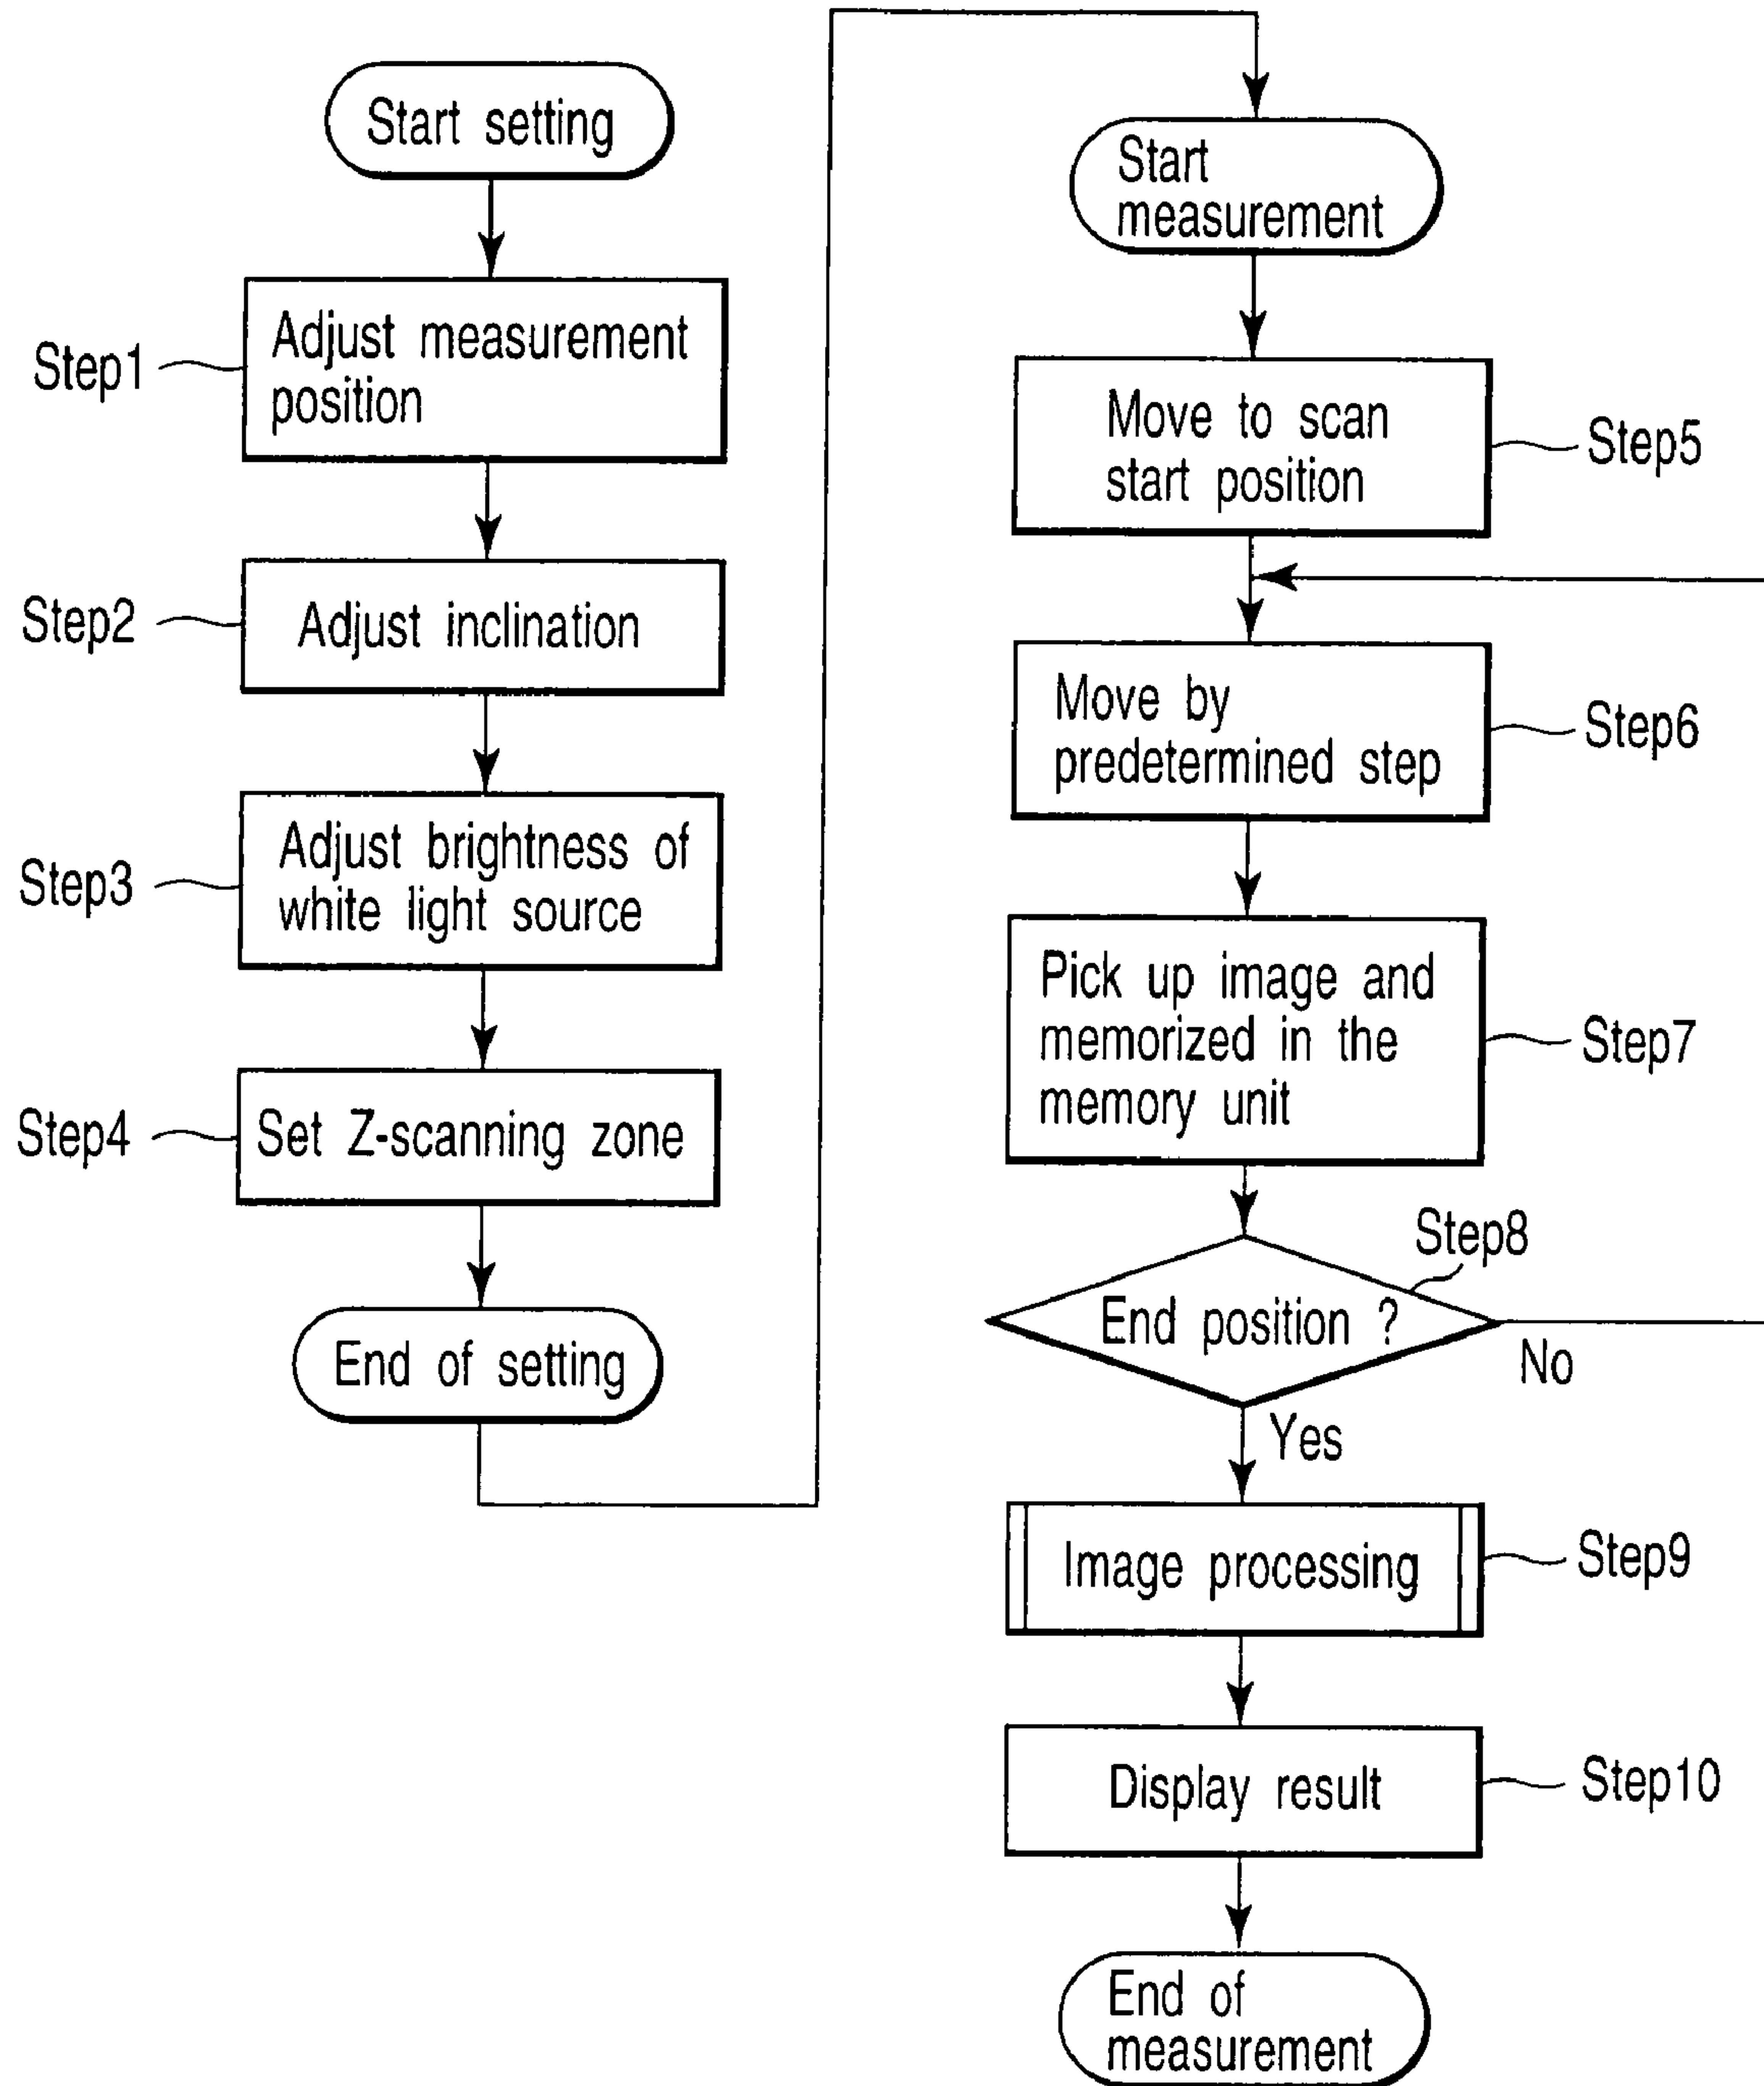 Start setting
Step1
Adjust measurement
position
Step2
Adjust inclination
Step3
Adjust brightness of
white light source
Step4
Set Z-scanning zone
End of setting
Start
measurement
Move to scan
start position
Step5
Move by
predetermined step
Step6
Pick up image and
memorized in the
memory unit
Step7
Step8
End position ?
No
Yes
Image processing
Step9
Display result
Step10
End of
measurement